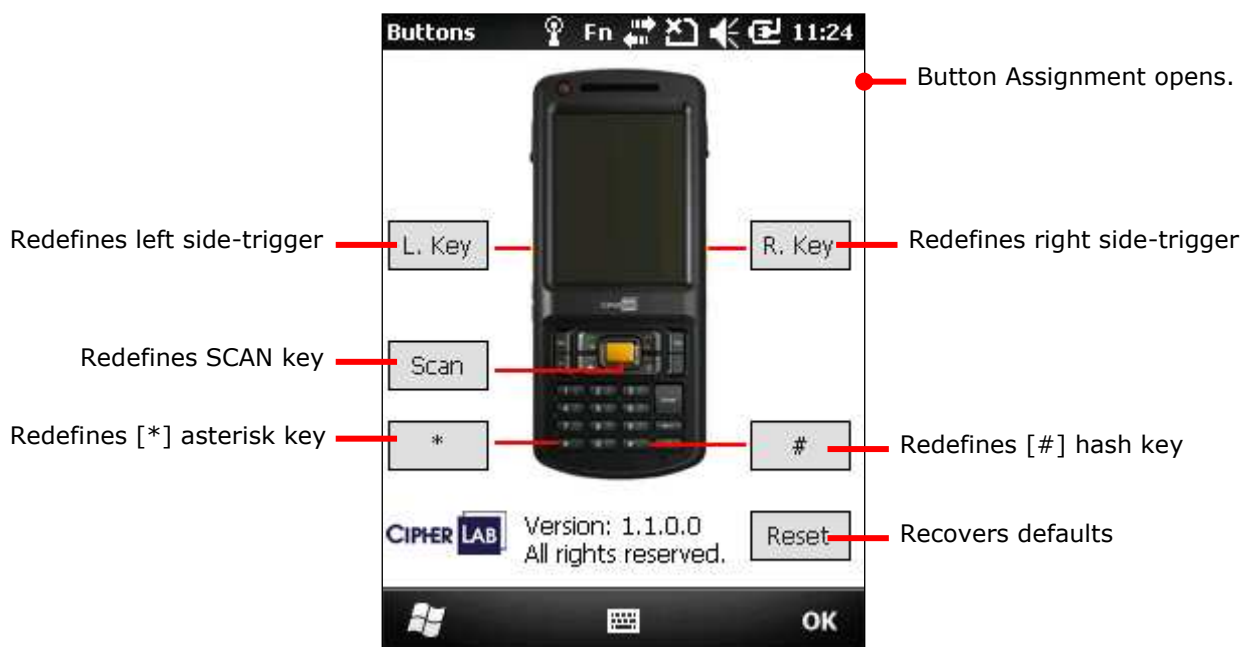 Buttons Fn 11:24
Button Assignment opens.
Redefines left side-trigger
L. Key
R. Key
Redefines right side-trigger
Redefines SCAN key
Scan
Redefines [*] asterisk key
*
#
Redefines [#] hash key
CIPHER LAB
Version: 1.1.0.0
All rights reserved.
Reset
Recovers defaults
OK